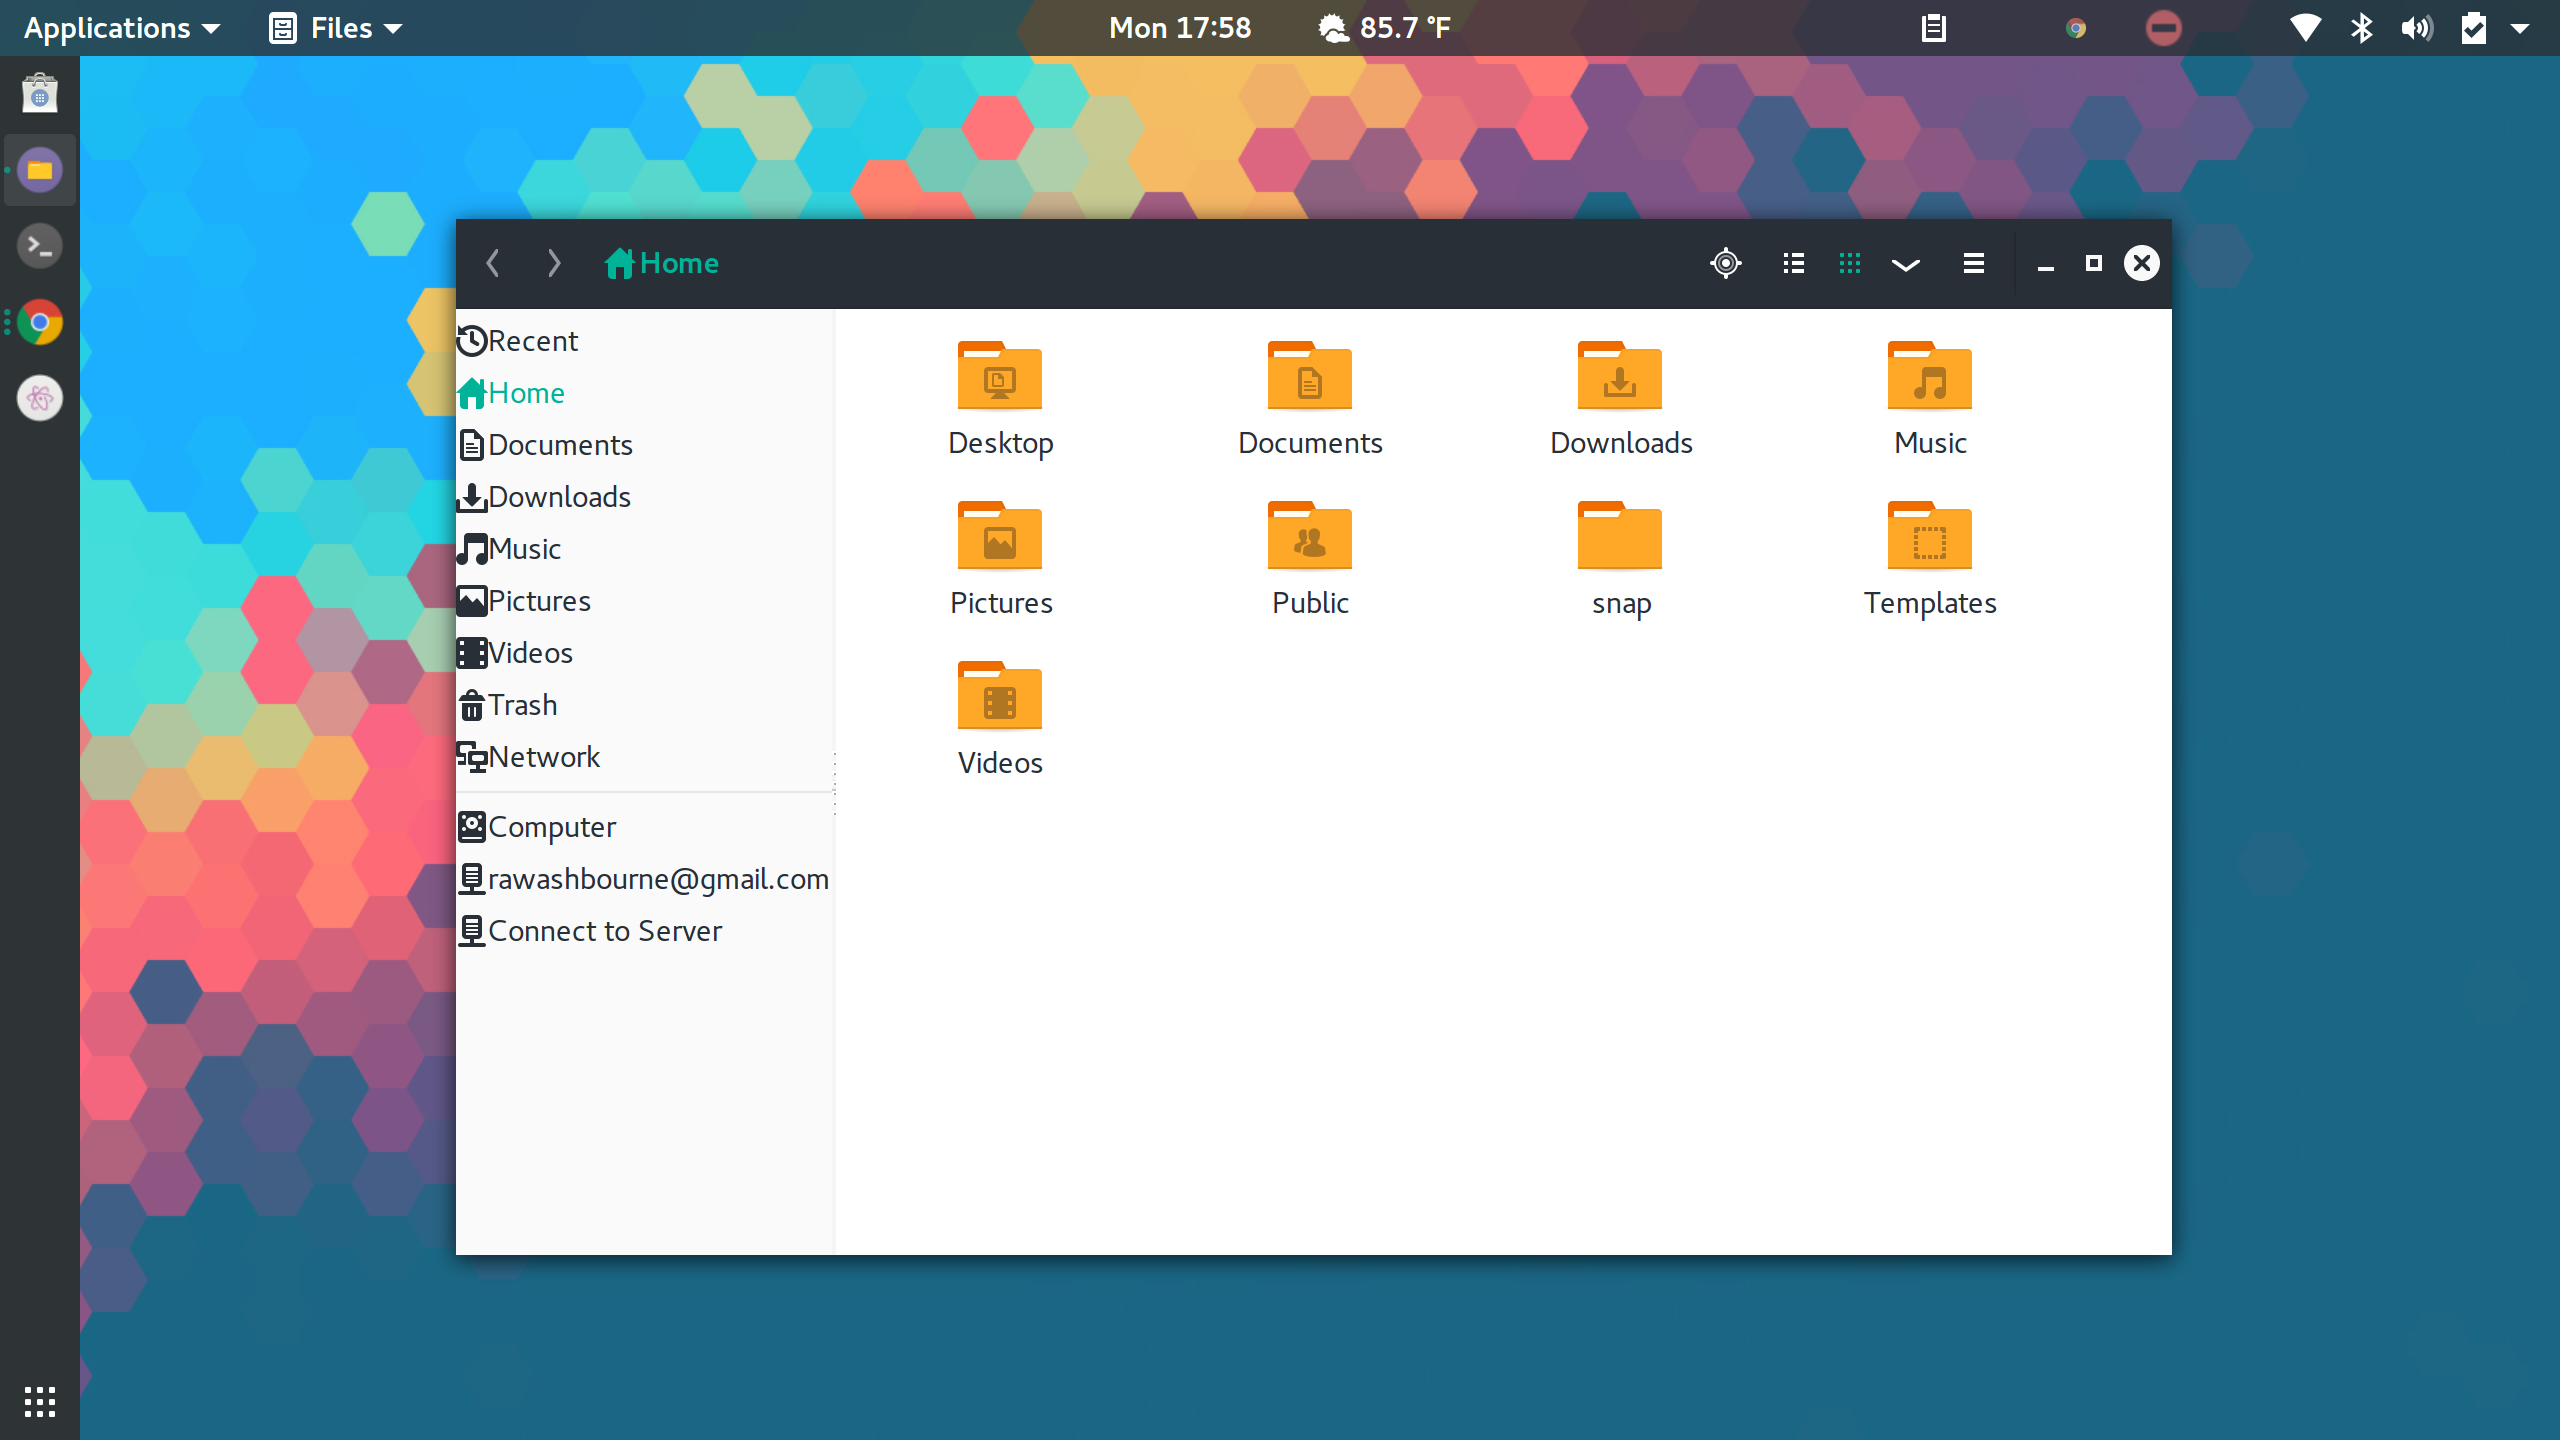 Applications Files Mon 17:58 85.7 °F
Home
Recent
Home
Documents
Downloads
Music
Pictures
Videos
Trash
Network
Computer
rawashbourne@gmail.com
Connect to Server
Desktop Documents Downloads Music
Pictures Public snap Templates
Videos